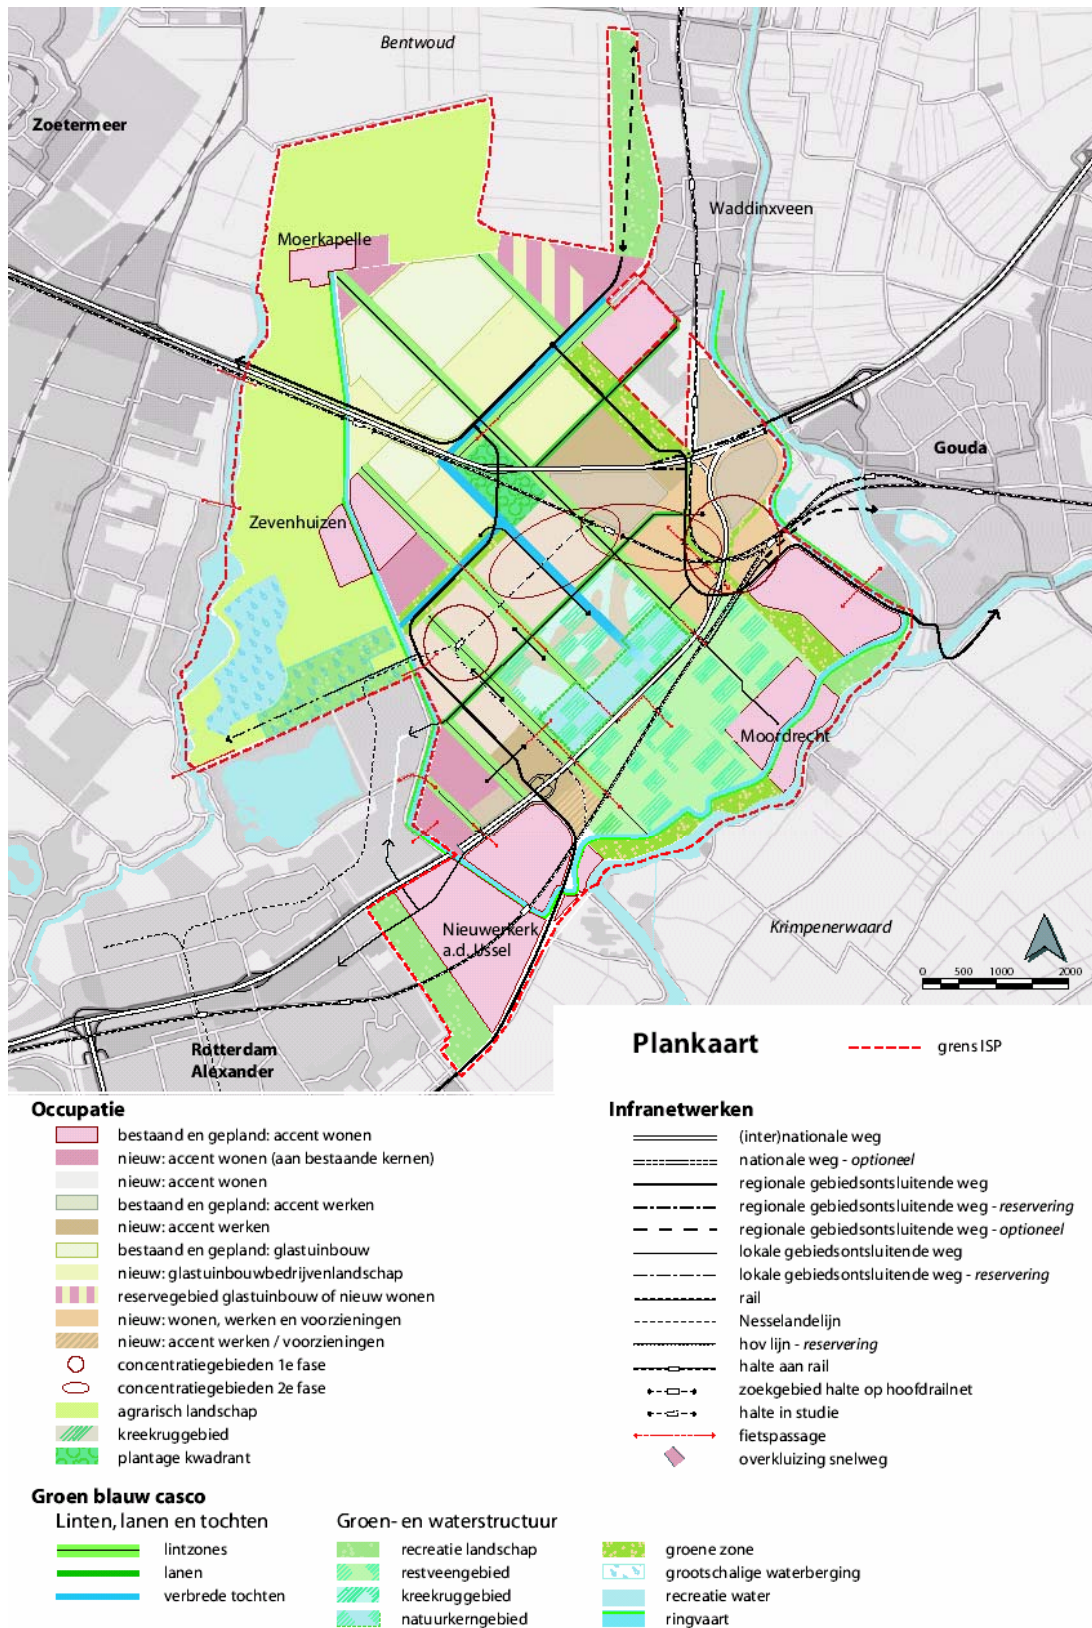 Bentwoud
Zoetermeer
Waddinxveen
Moerkapelle
Gouda
Zevenhuizen
Moordrecht
Nieuwerkerk
a.d. IJssel
Krimpenerwaard
0 500 1000 2000
Rotterdam
Alexander
Plankaart
grens ISP
Occupatie
bestaand en gepland: accent wonen
nieuw: accent wonen (aan bestaande kernen)
nieuw: accent wonen
bestaand en gepland: accent werken
nieuw: accent werken
bestaand en gepland: glastuinbouw
nieuw: glastuinbouwbedrijvenlandschap
reservegebied glastuinbouw of nieuw wonen
nieuw: wonen, werken en voorzieningen
nieuw: accent werken / voorzieningen
concentratiegebieden 1e fase
concentratiegebieden 2e fase
agrarisch landschap
kreekruggebied
plantage kwadrant
Infranetwerken
(inter)nationale weg
nationale weg - optioneel
regionale gebiedsontsluitende weg
regionale gebiedsontsluitende weg - reservering
regionale gebiedsontsluitende weg - optioneel
lokale gebiedsontsluitende weg
lokale gebiedsontsluitende weg - reservering
rail
Nesselandelijn
hov lijn - reservering
halte aan rail
zoekgebied halte op hoofdrailnet
halte in studie
fietspassage
overkluizing snelweg
Groen blauw casco
Linten, lanen en tochten
lintzones
lanen
verbrede tochten
Groen- en waterstructuur
recreatie landschap
restveengebied
kreekruggebied
natuurkerngebied
groene zone
grootschalige waterberging
recreatie water
ringvaart